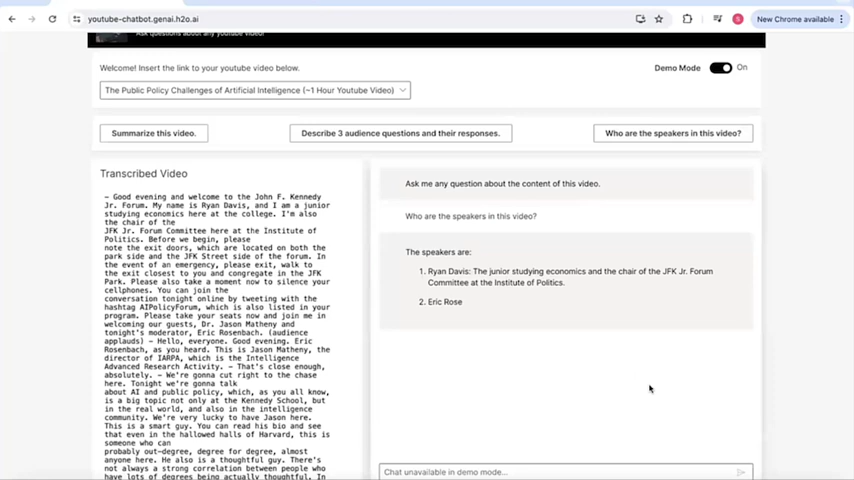 youtube-chatbot.genai.h2o.ai
S
New Chrome available
Ask questions about any youtube video!
Welcome! Insert the link to your youtube video below.
Demo Mode
On
The Public Policy Challenges of Artificial Intelligence (~1 Hour Youtube Video)
Summarize this video.
Describe 3 audience questions and their responses.
Who are the speakers in this video?
Transcribed Video
- Good evening and welcome to the John F. Kennedy
Jr. Forum. My name is Ryan Davis, and I am a junior
studying economics here at the college. I'm also
the chair of the
JFK Jr. Forum Committee here at the Institute of
Politics. Before we begin, please
note the exit doors, which are located on both the
park side and the JFK Street side of the forum. In
the event of an emergency, please exit, walk to
the exit closest to you and congregate in the JFK
Park. Please also take a moment now to silence your
cellphones. You can join the
conversation tonight online by tweeting with the
hashtag AIPolicyForum, which is also listed in your
program. Please take your seats now and join me in
welcoming our guests, Dr. Jason Matheny and
tonight's moderator, Eric Rosenbach. (audience
applauds) - Hello, everyone. Good evening. Eric
Rosenbach, as you heard. This is Jason Matheny, the
director of IARPA, which is the Intelligence
Advanced Research Activity. - That's close enough,
absolutely. - We're gonna cut right to the chase
here. Tonight we're gonna talk
about AI and public policy, which, as you all know,
is a big topic not only at the Kennedy School, but
in the real world, and also in the intelligence
community. We're very lucky to have Jason here.
This is a smart guy. You can read his bio and see
that even in the hallowed halls of Harvard, this is
someone who can
probably out-degree, degree for degree, almost
anyone here. He also is a thoughtful guy. There's
not always a strong correlation between people who
have lots of degrees being actually thoughtful. In
Ask me any question about the content of this video.
Who are the speakers in this video?
The speakers are:
1. Ryan Davis: The junior studying economics and the chair of the JFK Jr. Forum
Committee at the Institute of Politics.
2. Eric Rose
Chat unavailable in demo mode...